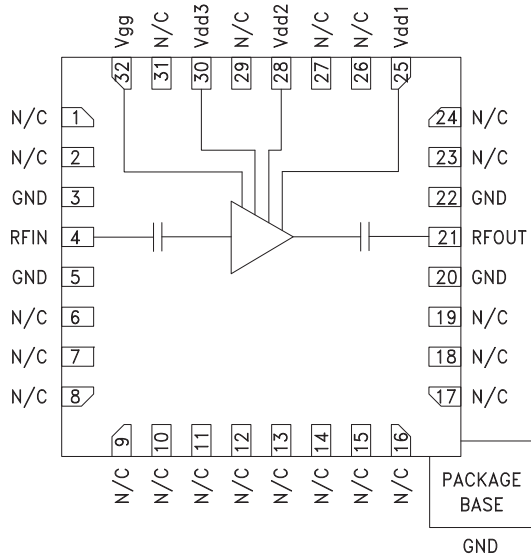 Vgg
N/C
Vdd3
N/C
Vdd2
N/C
N/C
Vdd1
32
31
30
29
28
27
26
25
N/C 1
N/C 2
GND 3
RFIN 4
GND 5
N/C 6
N/C 7
N/C 8
24 N/C
23 N/C
22 GND
21 RFOUT
20 GND
19 N/C
18 N/C
17 N/C
9
10
11
12
13
14
15
16
N/C
N/C
N/C
N/C
N/C
N/C
N/C
N/C
PACKAGE
BASE
GND